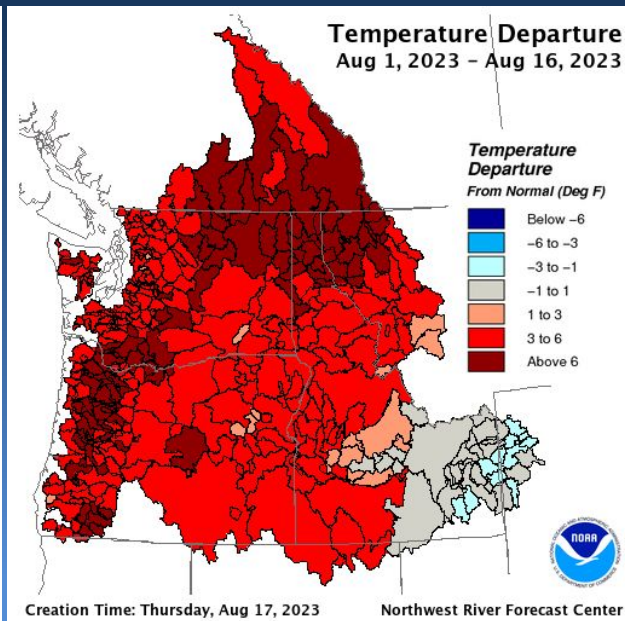 Temperature Departure
Aug 1, 2023 – Aug 16, 2023
Temperature
Departure
From Normal (Deg F)
Below −6
−6 to −3
−3 to −1
−1 to 1
1 to 3
3 to 6
Above 6
NOAA
Creation Time: Thursday, Aug 17, 2023
Northwest River Forecast Center